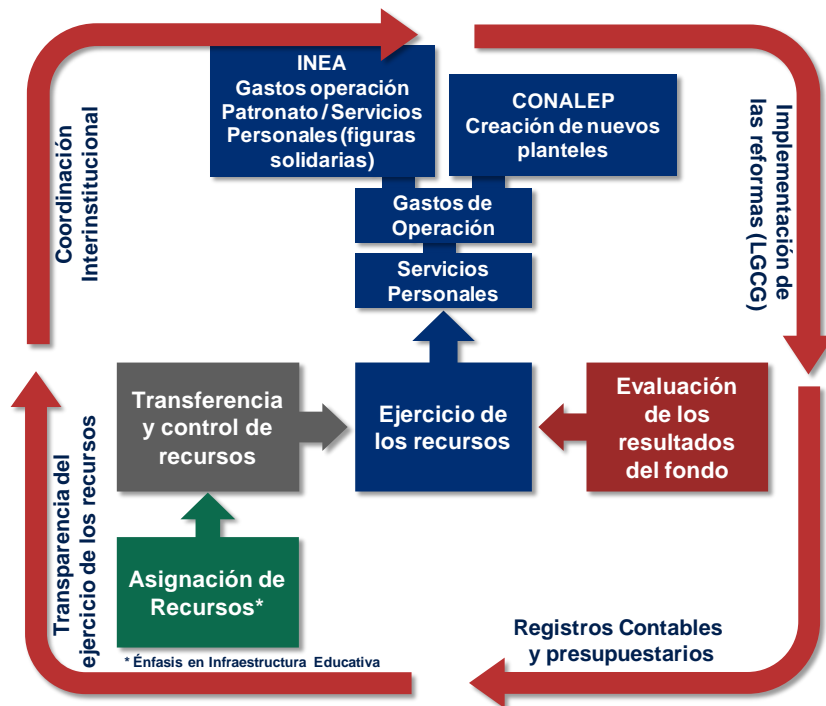 INEA
Gastos operación
Patronato / Servicios
Personales (figuras
solidarias)
CONALEP
Creación de nuevos
planteles
Gastos de
Operación
Servicios
Personales
Coordinación
Interinstitucional
Implementación de
las reformas (LGCG)
Transferencia
y control de
recursos
Ejercicio de
los recursos
Evaluación
de los
resultados
del fondo
Transparencia del
ejercicio de los recursos
Asignación de
Recursos*
* Énfasis en Infraestructura Educativa
Registros Contables
y presupuestarios